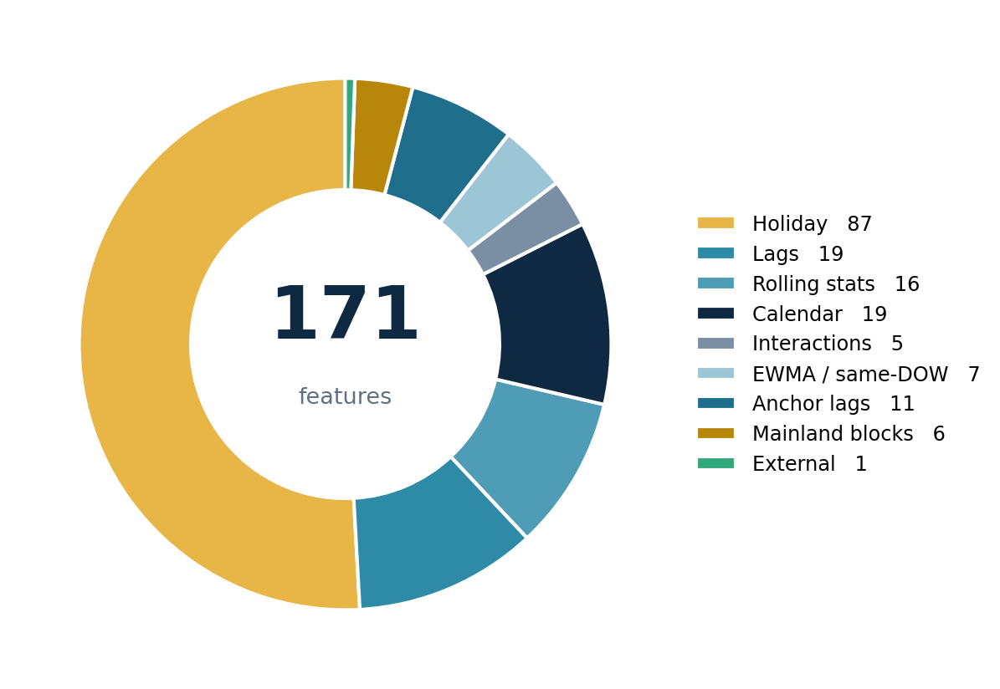 171
features
Holiday 87
Lags 19
Rolling stats 16
Calendar 19
Interactions 5
EWMA / same-DOW 7
Anchor lags 11
Mainland blocks 6
External 1